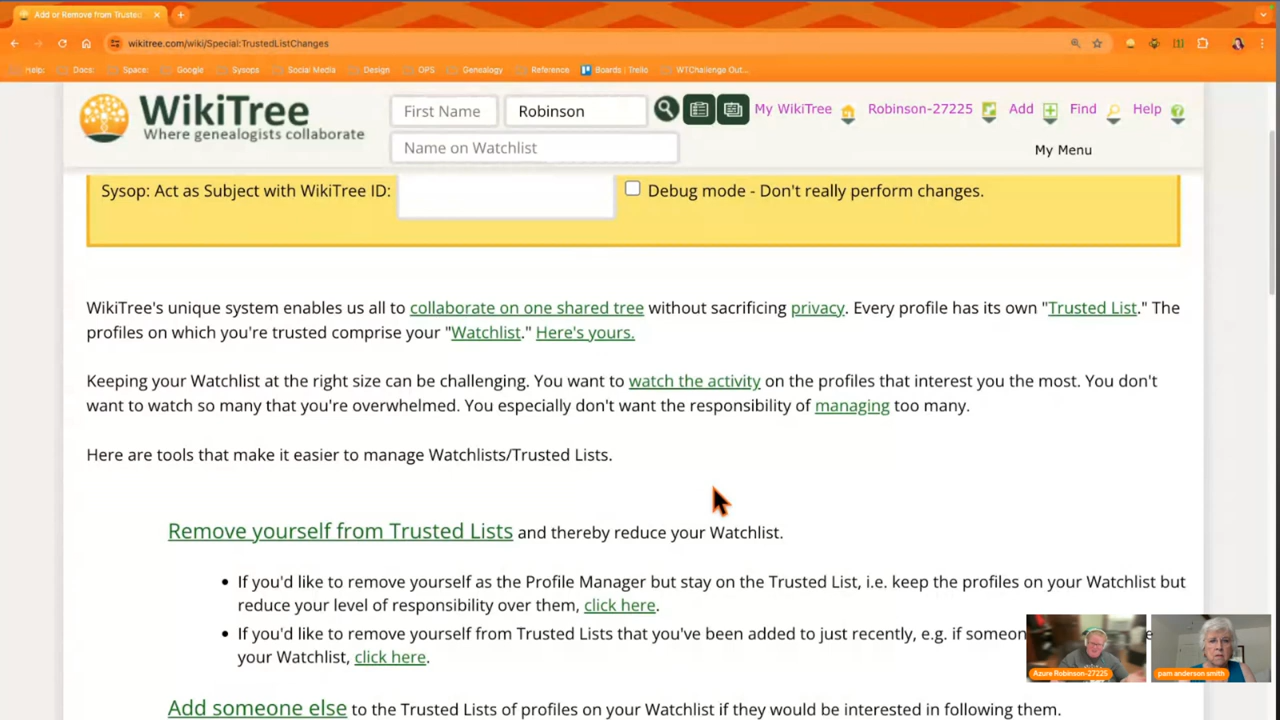 Add or Remove from Trusted
wikitree.com/wiki/Special:TrustedListChanges
Help: Docs: Space: Google Sysops Social Media Design OPS Genealogy Reference Boards | Trello WTChallenge Out...
WikiTree
Where genealogists collaborate
First Name Robinson My WikiTree Robinson-27225 Add Find Help
Name on Watchlist My Menu
Sysop: Act as Subject with WikiTree ID: Debug mode - Don't really perform changes.
WikiTree's unique system enables us all to collaborate on one shared tree without sacrificing privacy. Every profile has its own "Trusted List." The
profiles on which you're trusted comprise your "Watchlist." Here's yours.
Keeping your Watchlist at the right size can be challenging. You want to watch the activity on the profiles that interest you the most. You don't
want to watch so many that you're overwhelmed. You especially don't want the responsibility of managing too many.
Here are tools that make it easier to manage Watchlists/Trusted Lists.
Remove yourself from Trusted Lists and thereby reduce your Watchlist.
• If you'd like to remove yourself as the Profile Manager but stay on the Trusted List, i.e. keep the profiles on your Watchlist but
reduce your level of responsibility over them, click here.
• If you'd like to remove yourself from Trusted Lists that you've been added to just recently, e.g. if someon
your Watchlist, click here.
Azure Robinson-27225 pam anderson smith
Add someone else to the Trusted Lists of profiles on your Watchlist if they would be interested in following them.